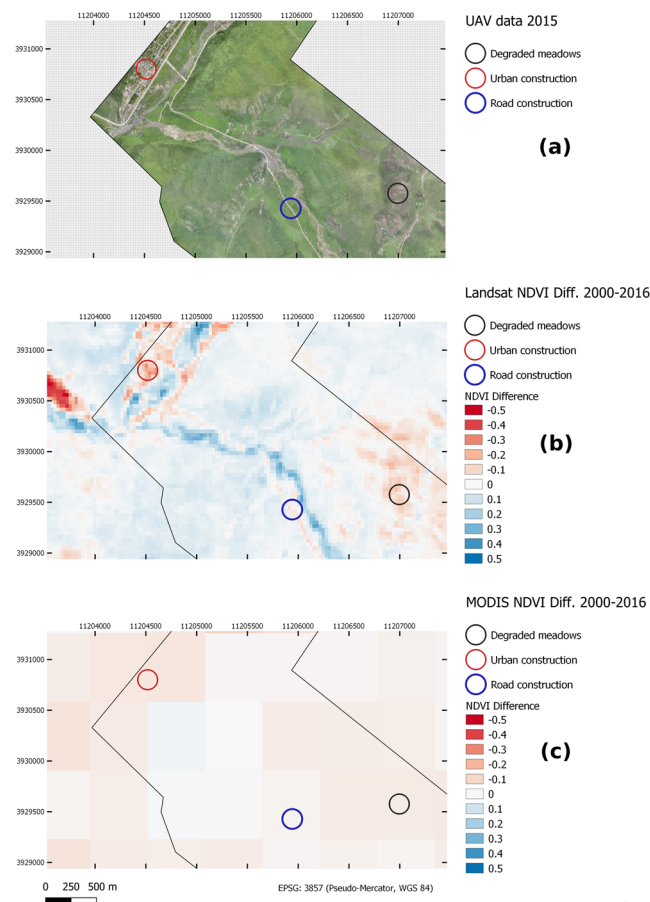 11204000 11204500 11205000 11205500 11206000 11206500 11207000
UAV data 2015
3931000
3930500
3930000
3929500
3929000
Degraded meadows
Urban construction
Road construction
(a)
Landsat NDVI Diff. 2000-2016
11204000 11204500 11205000 11205500 11206000 11206500 11207000
3931000
3930500
3930000
3929500
3929000
Degraded meadows
Urban construction
Road construction
NDVI Difference
-0.5
-0.4
-0.3
-0.2
-0.1
0
0.1
0.2
0.3
0.4
0.5
(b)
MODIS NDVI Diff. 2000-2016
11204000 11204500 11205000 11205500 11206000 11206500 11207000
3931000
3930500
3930000
3929500
3929000
Degraded meadows
Urban construction
Road construction
NDVI Difference
-0.5
-0.4
-0.3
-0.2
-0.1
0
0.1
0.2
0.3
0.4
0.5
(c)
0 250 500 m
EPSG: 3857 (Pseudo-Mercator, WGS 84)